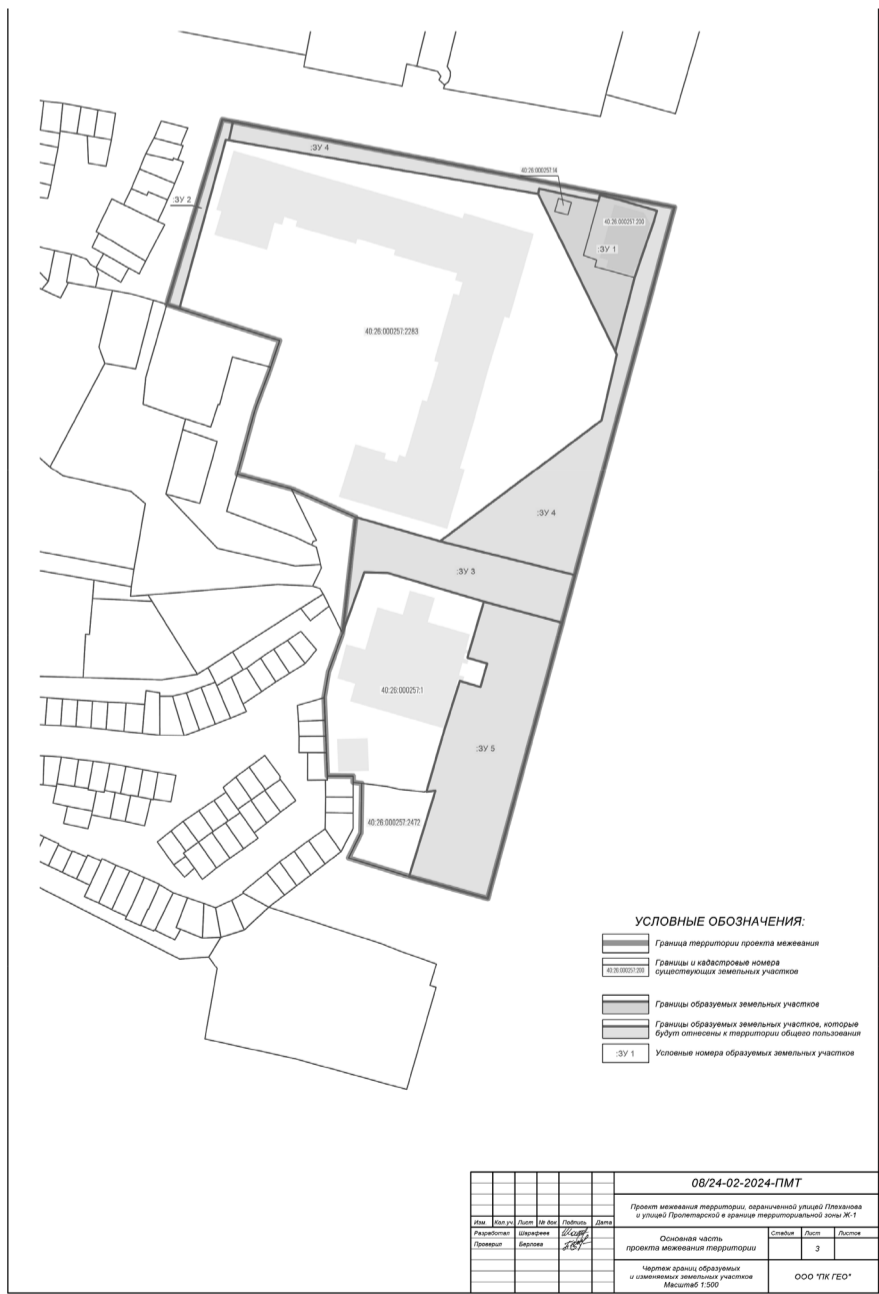 :ЗУ 4
40:26:000257:14
:ЗУ 2
40:26:000257:200
:ЗУ 1
40:26:000257:2283
:ЗУ 4
:ЗУ 3
40:26:000257:1
:ЗУ 5
40:26:000257:2472
УСЛОВНЫЕ ОБОЗНАЧЕНИЯ:
Граница территории проекта межевания
Границы и кадастровые номера
существующих земельных участков
40:26:000257:200
Границы образуемых земельных участков
Границы образуемых земельных участков, которые
будут отнесены к территории общего пользования
:ЗУ 1
Условные номера образуемых земельных участков
08/24-02-2024-ПМТ
Проект межевания территории, ограниченной улицей Плеханова
и улицей Пролетарской в границе территориальной зоны Ж-1
Изм. Кол.уч. Лист № док Подпись Дата
Разработал Шарафеев
Проверил Берлова
Основная часть
проекта межевания территории
Стадия Лист Листов
3
Чертеж границ образуемых
и изменяемых земельных участков
Масштаб 1:500
ООО "ПК ГЕО"